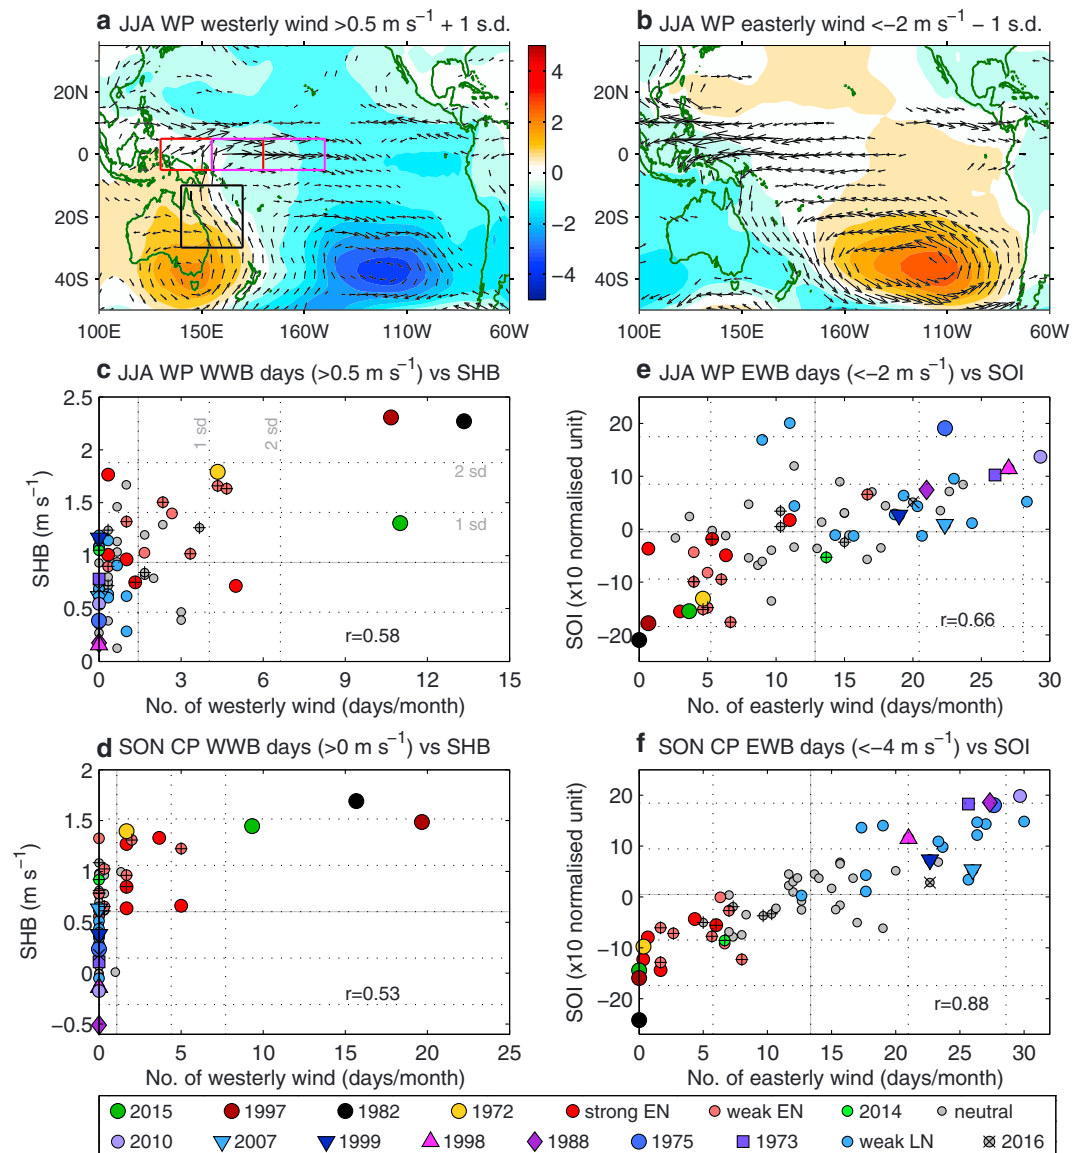 a JJA WP westerly wind >0.5 m s⁻¹ + 1 s.d.
20N
0
20S
40S
100E 150E 160W 110W 60W
4
2
0
−2
−4
b JJA WP easterly wind <−2 m s⁻¹ − 1 s.d.
20N
0
20S
40S
100E 150E 160W 110W 60W
c JJA WP WWB days (>0.5 m s⁻¹) vs SHB
SHB (m s⁻¹)
2.5
2
1.5
1
0.5
0
1 sd
2 sd
2 sd
1 sd
r=0.58
0 3 6 9 12 15
No. of westerly wind (days/month)
e JJA WP EWB days (<−2 m s⁻¹) vs SOI
SOI (x10 normalised unit)
20
10
0
−10
−20
r=0.66
0 5 10 15 20 25 30
No. of easterly wind (days/month)
d SON CP WWB days (>0 m s⁻¹) vs SHB
SHB (m s⁻¹)
2
1.5
1
0.5
0
−0.5
r=0.53
0 5 10 15 20 25
No. of westerly wind (days/month)
f SON CP EWB days (<−4 m s⁻¹) vs SOI
SOI (x10 normalised unit)
20
10
0
−10
−20
r=0.88
0 5 10 15 20 25 30
No. of easterly wind (days/month)
2015 1997 1982 1972 strong EN weak EN 2014 neutral
2010 2007 1999 1998 1988 1975 1973 weak LN 2016